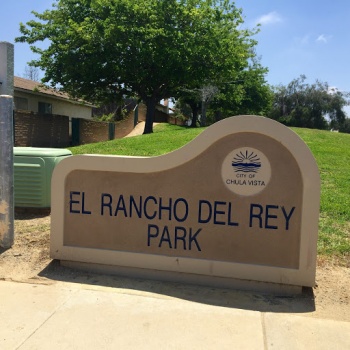 CITY OF
CHULA VISTA
EL RANCHO DEL REY
PARK